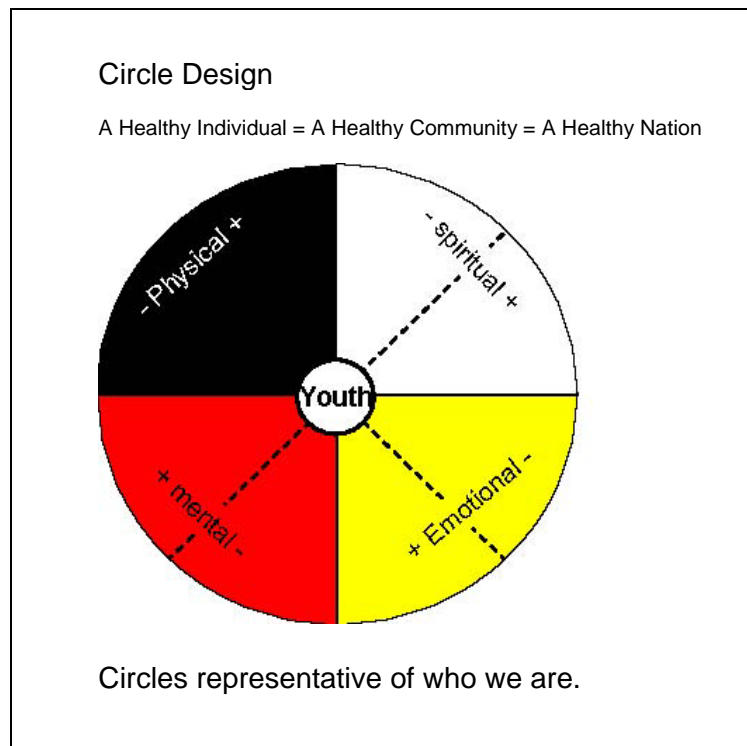 Circle Design
A Healthy Individual = A Healthy Community = A Healthy Nation
- Physical +
- spiritual +
Youth
+ mental -
+ Emotional -
Circles representative of who we are.